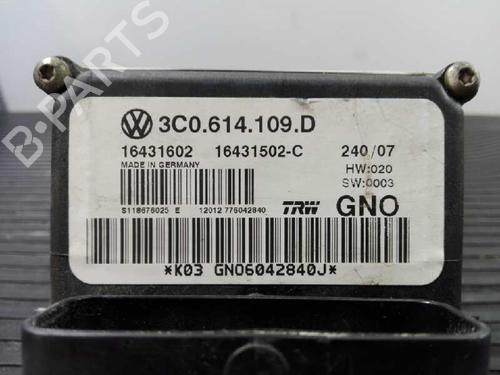 B-PARTS
3C0.614.109.D
16431602 16431502-C 240/07
MADE IN GERMANY HW:020
SW:0003
S118676025 E 12012 776042840 TRW GNO
*K03 GNO6042840J*